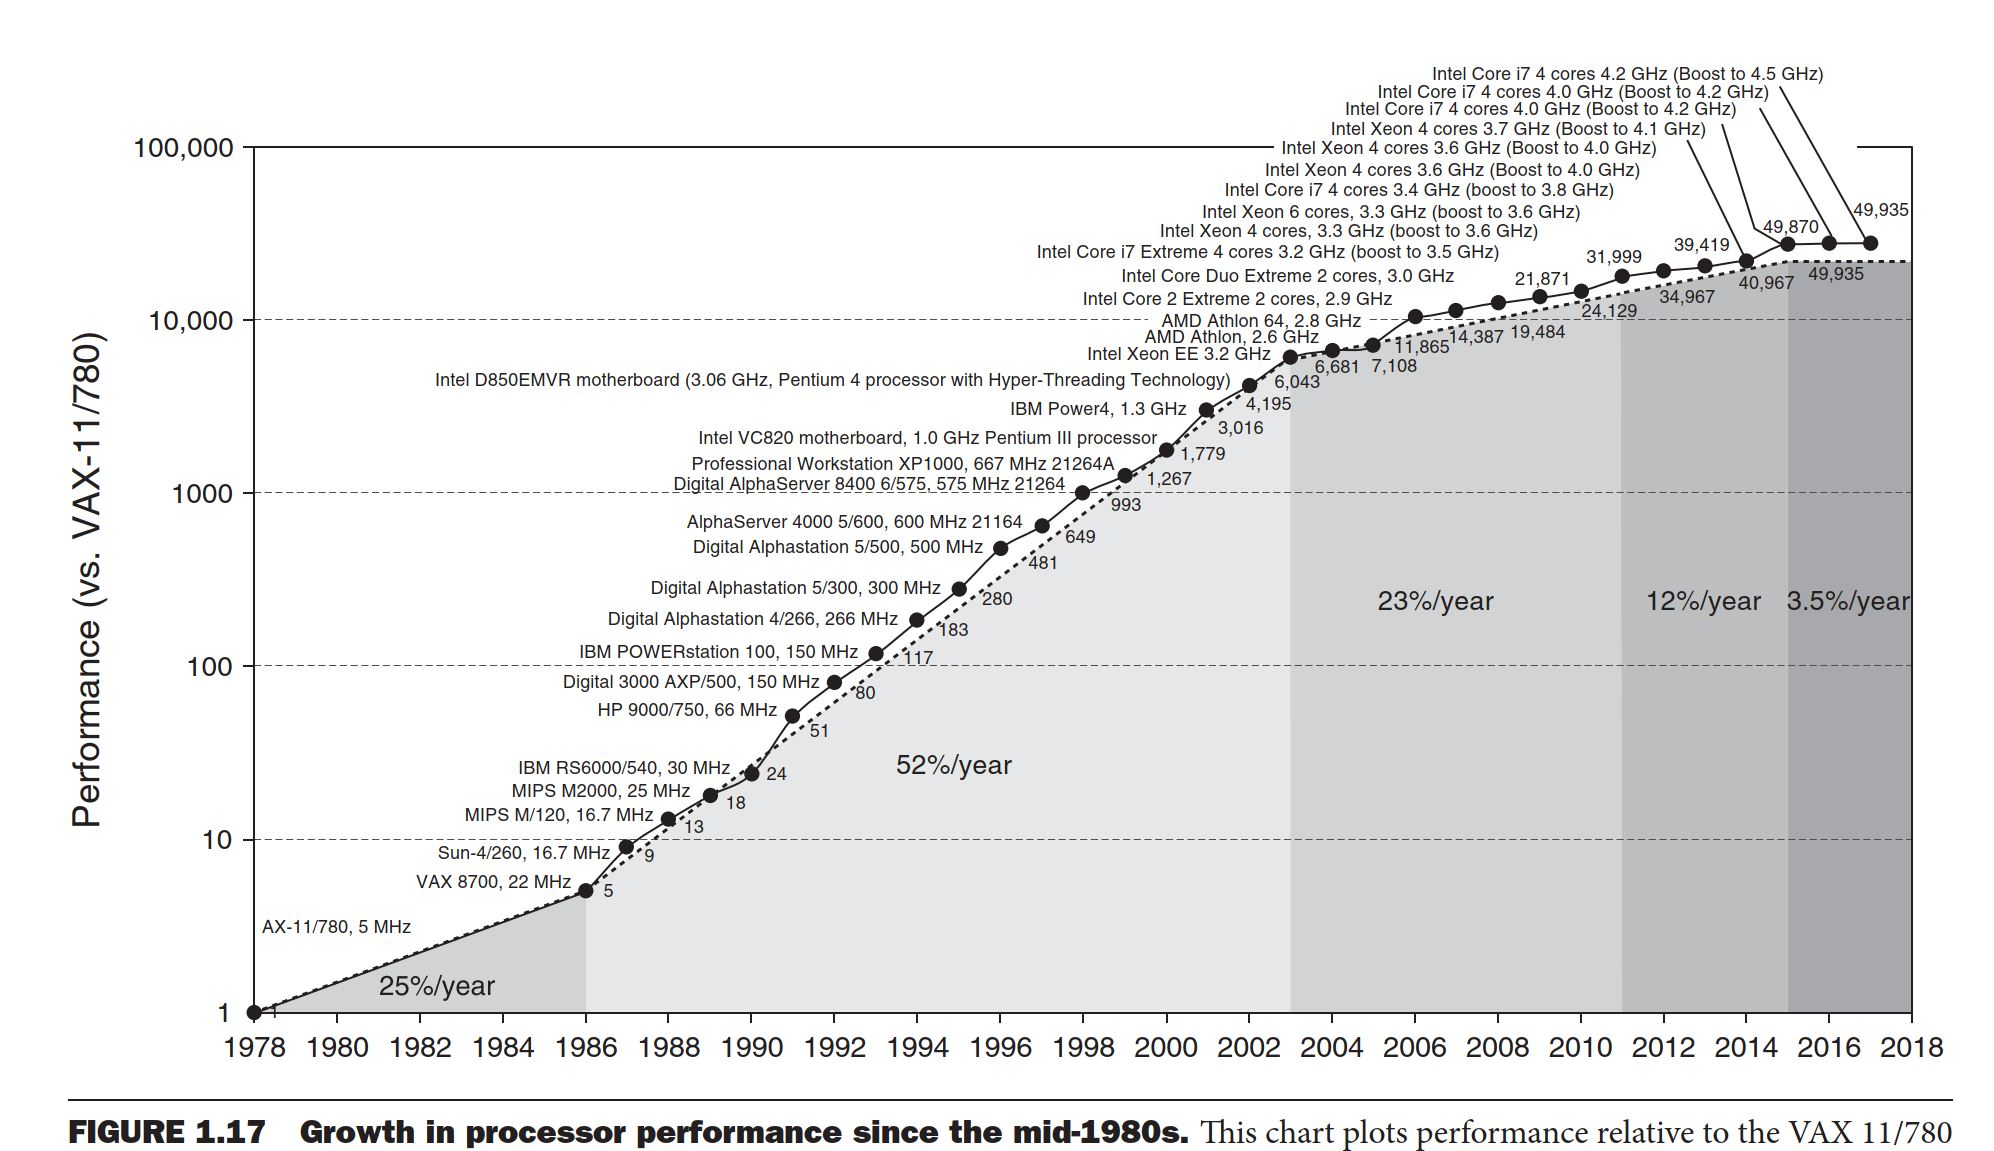 Intel Core i7 4 cores 4.2 GHz (Boost to 4.5 GHz)
Intel Core i7 4 cores 4.0 GHz (Boost to 4.2 GHz)
Intel Core i7 4 cores 4.0 GHz (Boost to 4.2 GHz)
Intel Xeon 4 cores 3.7 GHz (Boost to 4.1 GHz)
Intel Xeon 4 cores 3.6 GHz (Boost to 4.0 GHz)
Intel Xeon 4 cores 3.6 GHz (Boost to 4.0 GHz)
Intel Core i7 4 cores 3.4 GHz (boost to 3.8 GHz)
Intel Xeon 6 cores, 3.3 GHz (boost to 3.6 GHz)
Intel Xeon 4 cores, 3.3 GHz (boost to 3.6 GHz)
Intel Core i7 Extreme 4 cores 3.2 GHz (boost to 3.5 GHz)
Intel Core Duo Extreme 2 cores, 3.0 GHz
Intel Core 2 Extreme 2 cores, 2.9 GHz
AMD Athlon 64, 2.8 GHz
AMD Athlon, 2.6 GHz
Intel Xeon EE 3.2 GHz
Intel D850EMVR motherboard (3.06 GHz, Pentium 4 processor with Hyper-Threading Technology)
IBM Power4, 1.3 GHz
Intel VC820 motherboard, 1.0 GHz Pentium III processor
Professional Workstation XP1000, 667 MHz 21264A
Digital AlphaServer 8400 6/575, 575 MHz 21264
AlphaServer 4000 5/600, 600 MHz 21164
Digital Alphastation 5/500, 500 MHz
Digital Alphastation 5/300, 300 MHz
Digital Alphastation 4/266, 266 MHz
IBM POWERstation 100, 150 MHz
Digital 3000 AXP/500, 150 MHz
HP 9000/750, 66 MHz
IBM RS6000/540, 30 MHz
MIPS M2000, 25 MHz
MIPS M/120, 16.7 MHz
Sun-4/260, 16.7 MHz
VAX 8700, 22 MHz
AX-11/780, 5 MHz
100,000
10,000
1000
100
10
1
Performance (vs. VAX-11/780)
1
5
9
13
18
24
51
80
117
183
280
481
649
993
1,267
1,779
3,016
4,195
6,043
6,681
7,108
11,865
14,387
19,484
21,871
24,129
31,999
34,967
39,419
40,967
49,870
49,935
49,935
25%/year
52%/year
23%/year
12%/year
3.5%/year
1978 1980 1982 1984 1986 1988 1990 1992 1994 1996 1998 2000 2002 2004 2006 2008 2010 2012 2014 2016 2018
FIGURE 1.17 Growth in processor performance since the mid-1980s. This chart plots performance relative to the VAX 11/780